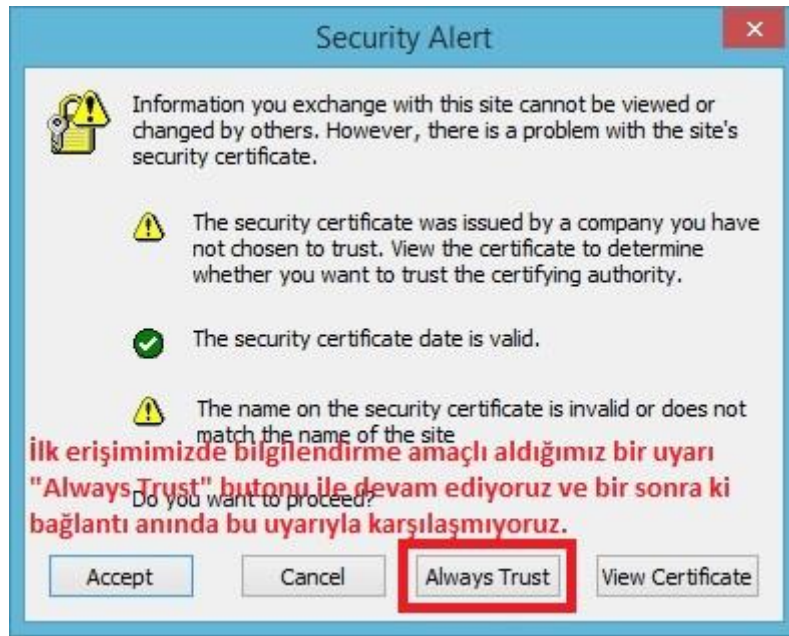 Security Alert
Information you exchange with this site cannot be viewed or
changed by others. However, there is a problem with the site's
security certificate.
The security certificate was issued by a company you have
not chosen to trust. View the certificate to determine
whether you want to trust the certifying authority.
The security certificate date is valid.
The name on the security certificate is invalid or does not
match the name of the site
İlk erişimimizde bilgilendirme amaçlı aldığımız bir uyarı
"Always Trust" butonu ile devam ediyoruz ve bir sonra ki
Do you want to proceed?
bağlantı anında bu uyarıyla karşılaşmıyoruz.
Accept Cancel Always Trust View Certificate